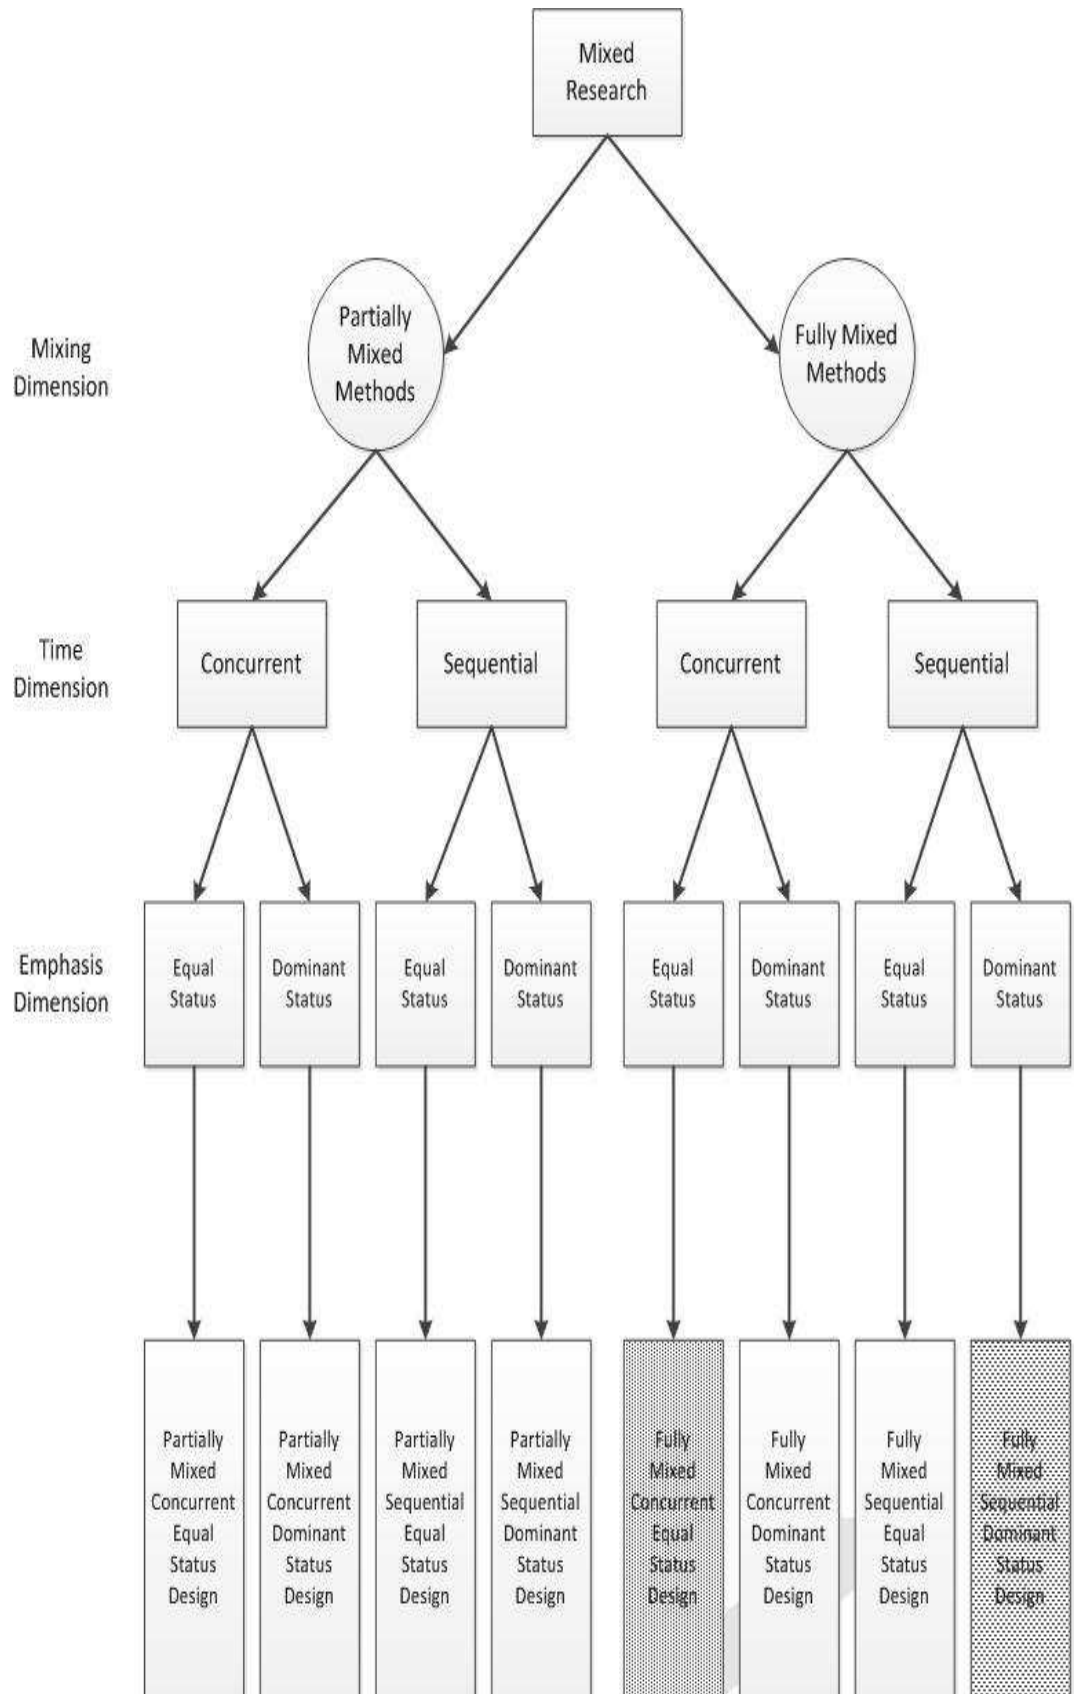 Mixed
Research
Mixing
Dimension
Partially
Mixed
Methods
Fully Mixed
Methods
Time
Dimension
Concurrent
Sequential
Concurrent
Sequential
Emphasis
Dimension
Equal
Status
Dominant
Status
Equal
Status
Dominant
Status
Equal
Status
Dominant
Status
Equal
Status
Dominant
Status
Partially
Mixed
Concurrent
Equal
Status
Design
Partially
Mixed
Concurrent
Dominant
Status
Design
Partially
Mixed
Sequential
Equal
Status
Design
Partially
Mixed
Sequential
Dominant
Status
Design
Fully
Mixed
Concurrent
Equal
Status
Design
Fully
Mixed
Concurrent
Dominant
Status
Design
Fully
Mixed
Sequential
Equal
Status
Design
Fully
Mixed
Sequential
Dominant
Status
Design